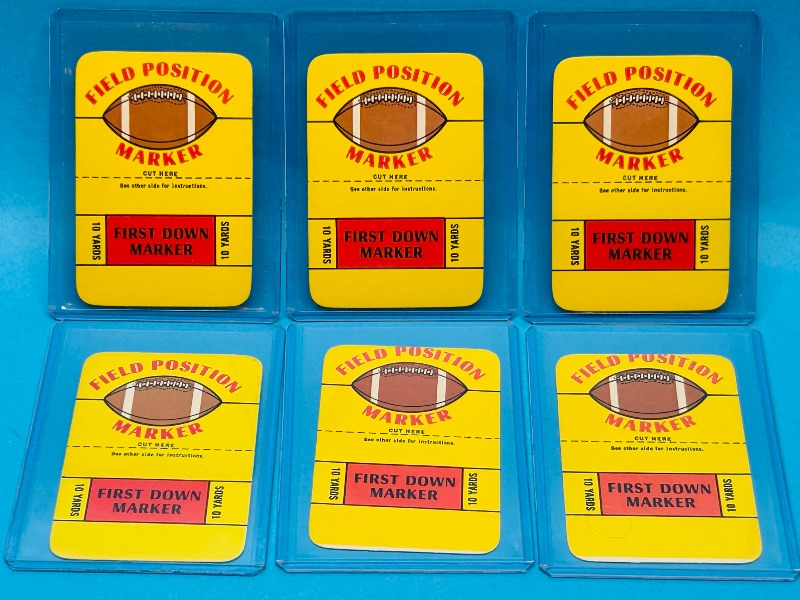 FIELD POSITION
MARKER
CUT HERE
See other side for instructions.
10 YARDS
FIRST DOWN
MARKER
10 YARDS
FIELD POSITION
MARKER
CUT HERE
See other side for instructions.
10 YARDS
FIRST DOWN
MARKER
10 YARDS
FIELD POSITION
MARKER
CUT HERE
See other side for instructions.
10 YARDS
FIRST DOWN
MARKER
10 YARDS
FIELD POSITION
MARKER
CUT HERE
See other side for instructions.
10 YARDS
FIRST DOWN
MARKER
10 YARDS
FIELD POSITION
MARKER
CUT HERE
See other side for instructions.
10 YARDS
FIRST DOWN
MARKER
10 YARDS
FIELD POSITION
MARKER
CUT HERE
See other side for instructions.
10 YARDS
FIRST DOWN
MARKER
10 YARDS